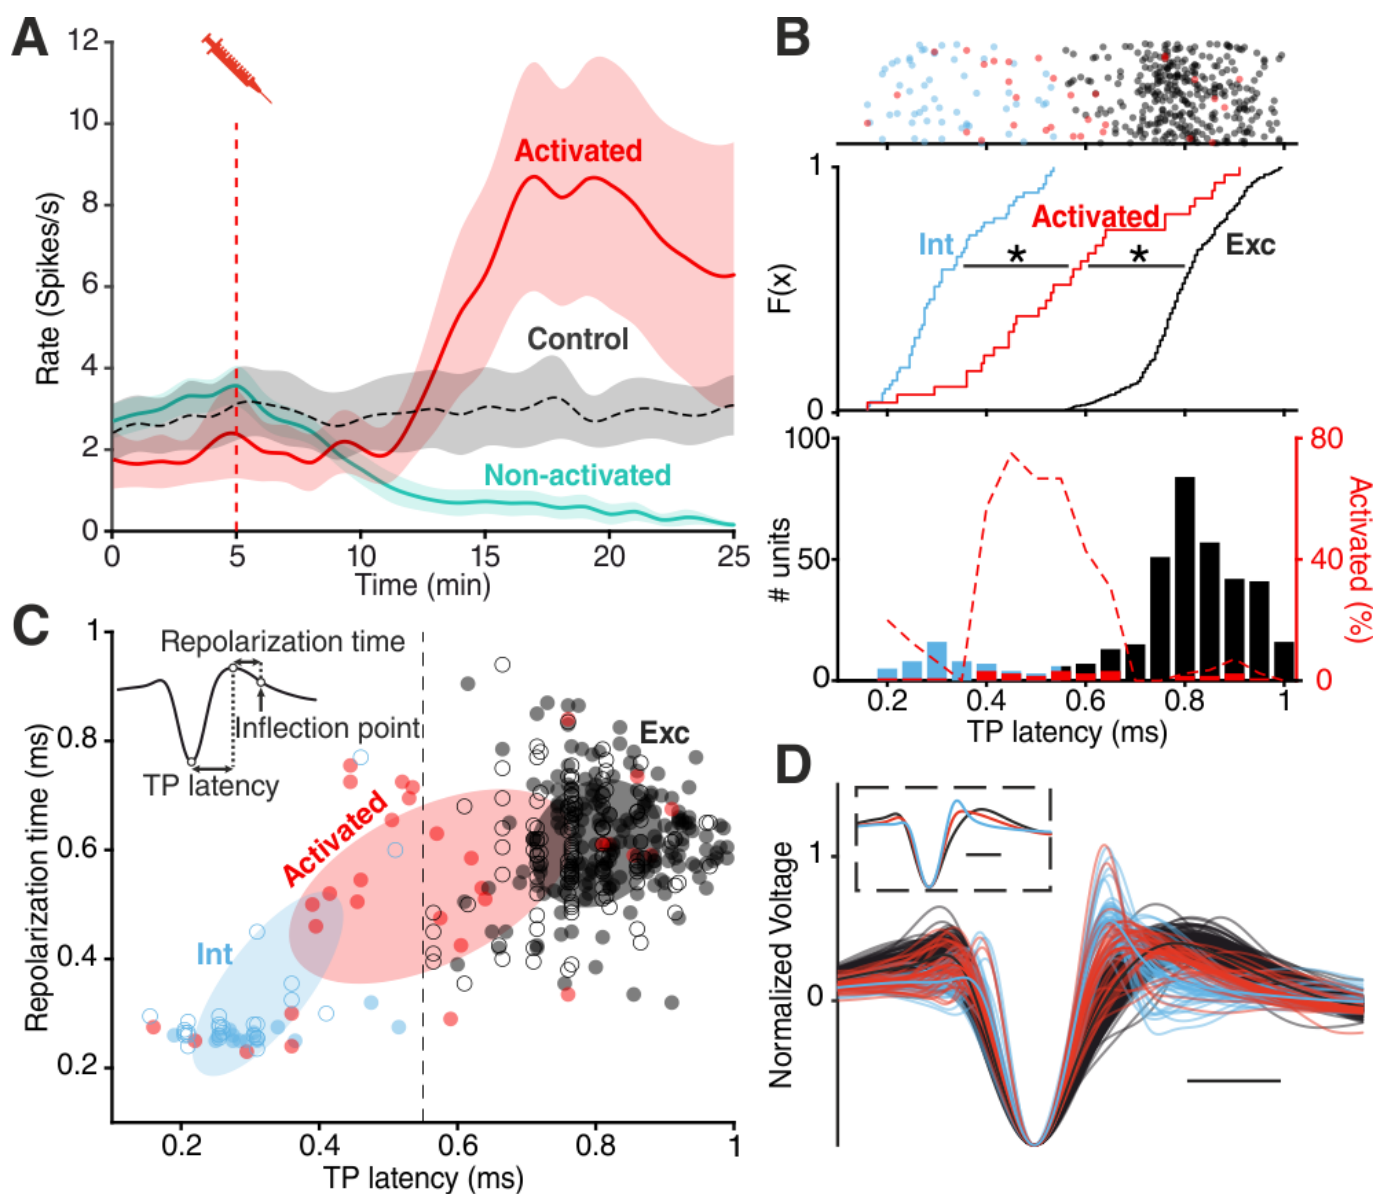 A
12
10
8
6
4
2
0
Rate (Spikes/s)
Activated
Control
Non-activated
0
5
10
15
20
25
Time (min)
B
1
0
F(x)
Int
Activated
Exc
*
*
100
50
0
# units
80
40
0
Activated (%)
0.2
0.4
0.6
0.8
1
TP latency (ms)
C
1
0.8
0.6
0.4
0.2
Repolarization time (ms)
Repolarization time
Inflection point
TP latency
Exc
Activated
Int
0.2
0.4
0.6
0.8
1
TP latency (ms)
D
1
0
Normalized Voltage